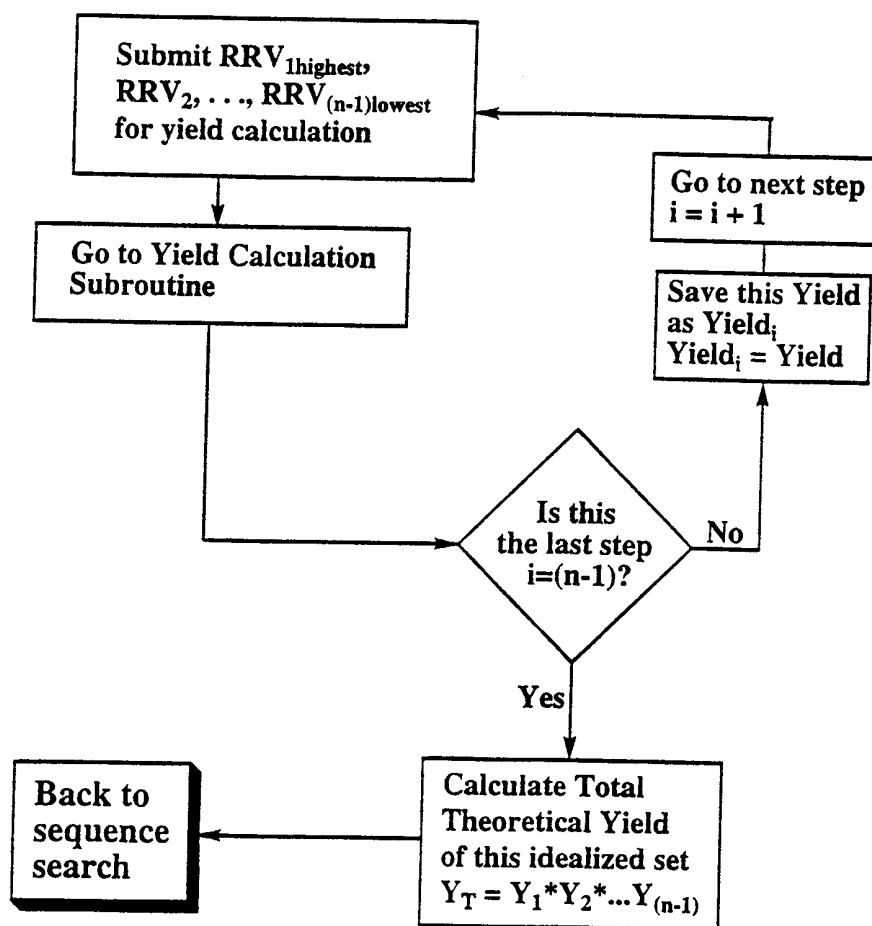 Submit RRV₁highest,
RRV₂, . . ., RRV(n-1)lowest
for yield calculation
Go to next step
i = i + 1
Go to Yield Calculation
Subroutine
Save this Yield
as Yieldᵢ
Yieldᵢ = Yield
Is this
the last step
i=(n-1)?
No
Yes
Calculate Total
Theoretical Yield
of this idealized set
Y_T = Y₁*Y₂*...Y(n-1)
Back to
sequence
search